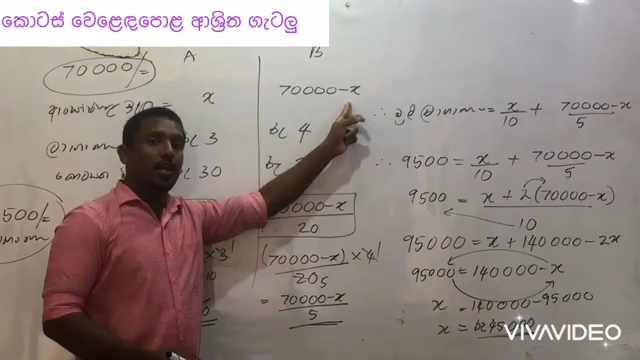 කොටස් වෙළෙඳපොළ ආශ්‍රිත ගැටලු
A
B
70000/=
70000-x
x
රු 3
රු 4
රු 30
70000-x
20
(70000-x) ×4
20 5
= 70000-x
5
= x/10 + 70000-x/5
∴ 9500 = x/10 + 70000-x/5
9500 = x + 2(70000-x)
10
95000 = x + 140000 - 2x
95000 = 140000 - x
x = 140000 - 95000
x = රු 45000
VIVAVIDEO